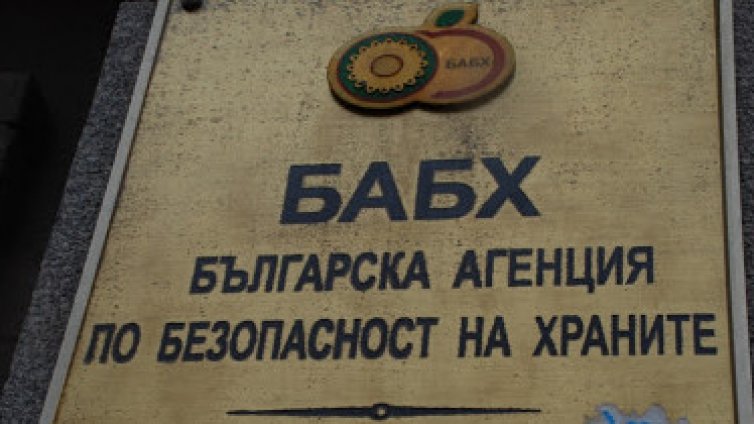 БАБХ
БАБХ
БЪЛГАРСКА АГЕНЦИЯ
ПО БЕЗОПАСНОСТ НА ХРАНИТЕ